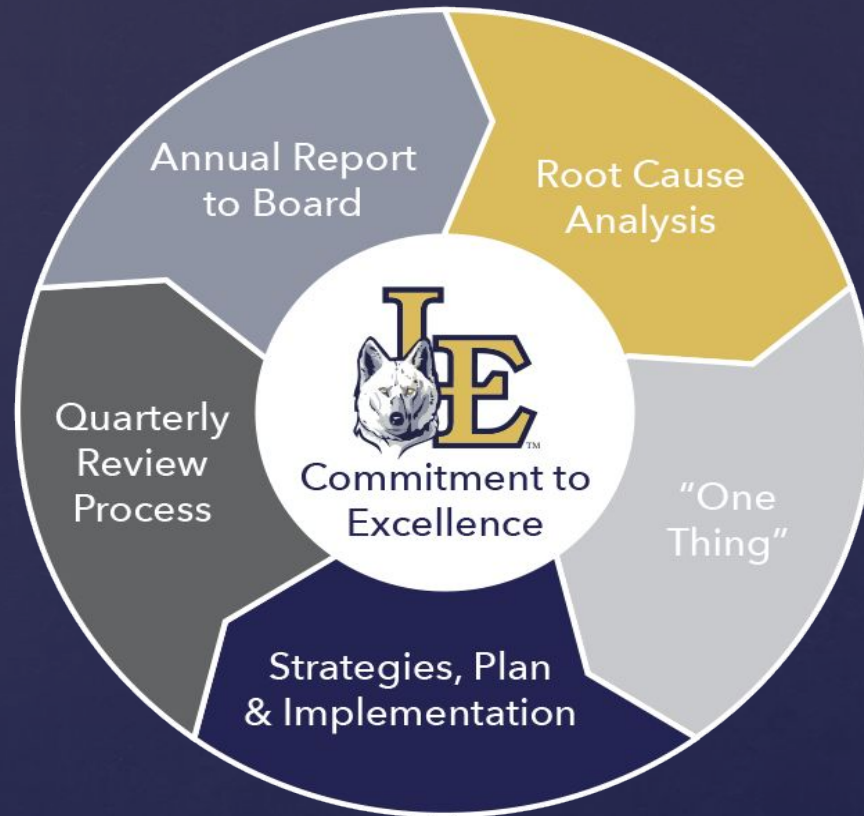 Annual Report
to Board
Root Cause
Analysis
"One
Thing"
Strategies, Plan
& Implementation
Quarterly
Review
Process
LE
TM
Commitment to
Excellence